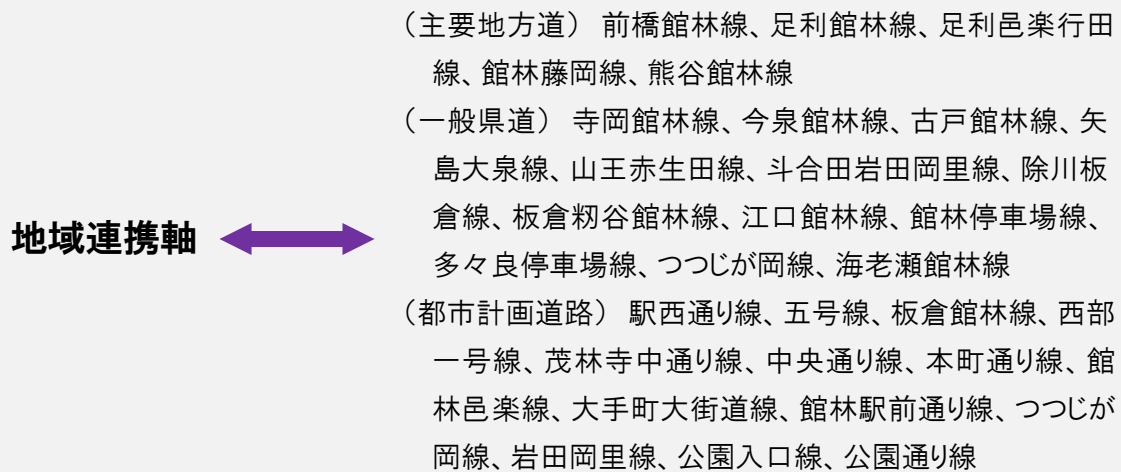 地域連携軸
（主要地方道） 前橋館林線、足利館林線、足利邑楽行田
線、館林藤岡線、熊谷館林線
（一般県道） 寺岡館林線、今泉館林線、古戸館林線、矢
島大泉線、山王赤生田線、斗合田岩田岡里線、除川板
倉線、板倉籾谷館林線、江口館林線、館林停車場線、
多々良停車場線、つつじが岡線、海老瀬館林線
（都市計画道路） 駅西通り線、五号線、板倉館林線、西部
一号線、茂林寺中通り線、中央通り線、本町通り線、館
林邑楽線、大手町大街道線、館林駅前通り線、つつじが
岡線、岩田岡里線、公園入口線、公園通り線